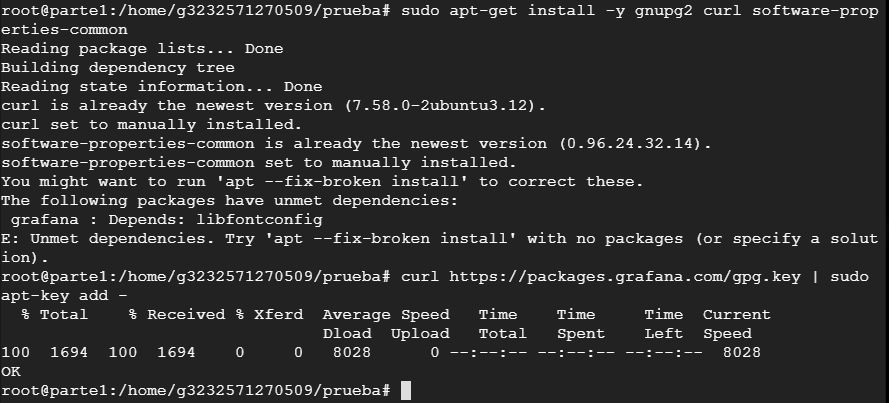 root@parte1:/home/g3232571270509/prueba# sudo apt-get install -y gnupg2 curl software-prop
erties-common
Reading package lists... Done
Building dependency tree
Reading state information... Done
curl is already the newest version (7.58.0-2ubuntu3.12).
curl set to manually installed.
software-properties-common is already the newest version (0.96.24.32.14).
software-properties-common set to manually installed.
You might want to run 'apt --fix-broken install' to correct these.
The following packages have unmet dependencies:
 grafana : Depends: libfontconfig
E: Unmet dependencies. Try 'apt --fix-broken install' with no packages (or specify a solut
ion).
root@parte1:/home/g3232571270509/prueba# curl https://packages.grafana.com/gpg.key | sudo
apt-key add -
  % Total    % Received % Xferd  Average Speed   Time    Time     Time  Current
                                 Dload  Upload   Total   Spent    Left  Speed
100  1694  100  1694    0     0   8028      0 --:--:-- --:--:-- --:--:--  8028
OK
root@parte1:/home/g3232571270509/prueba#